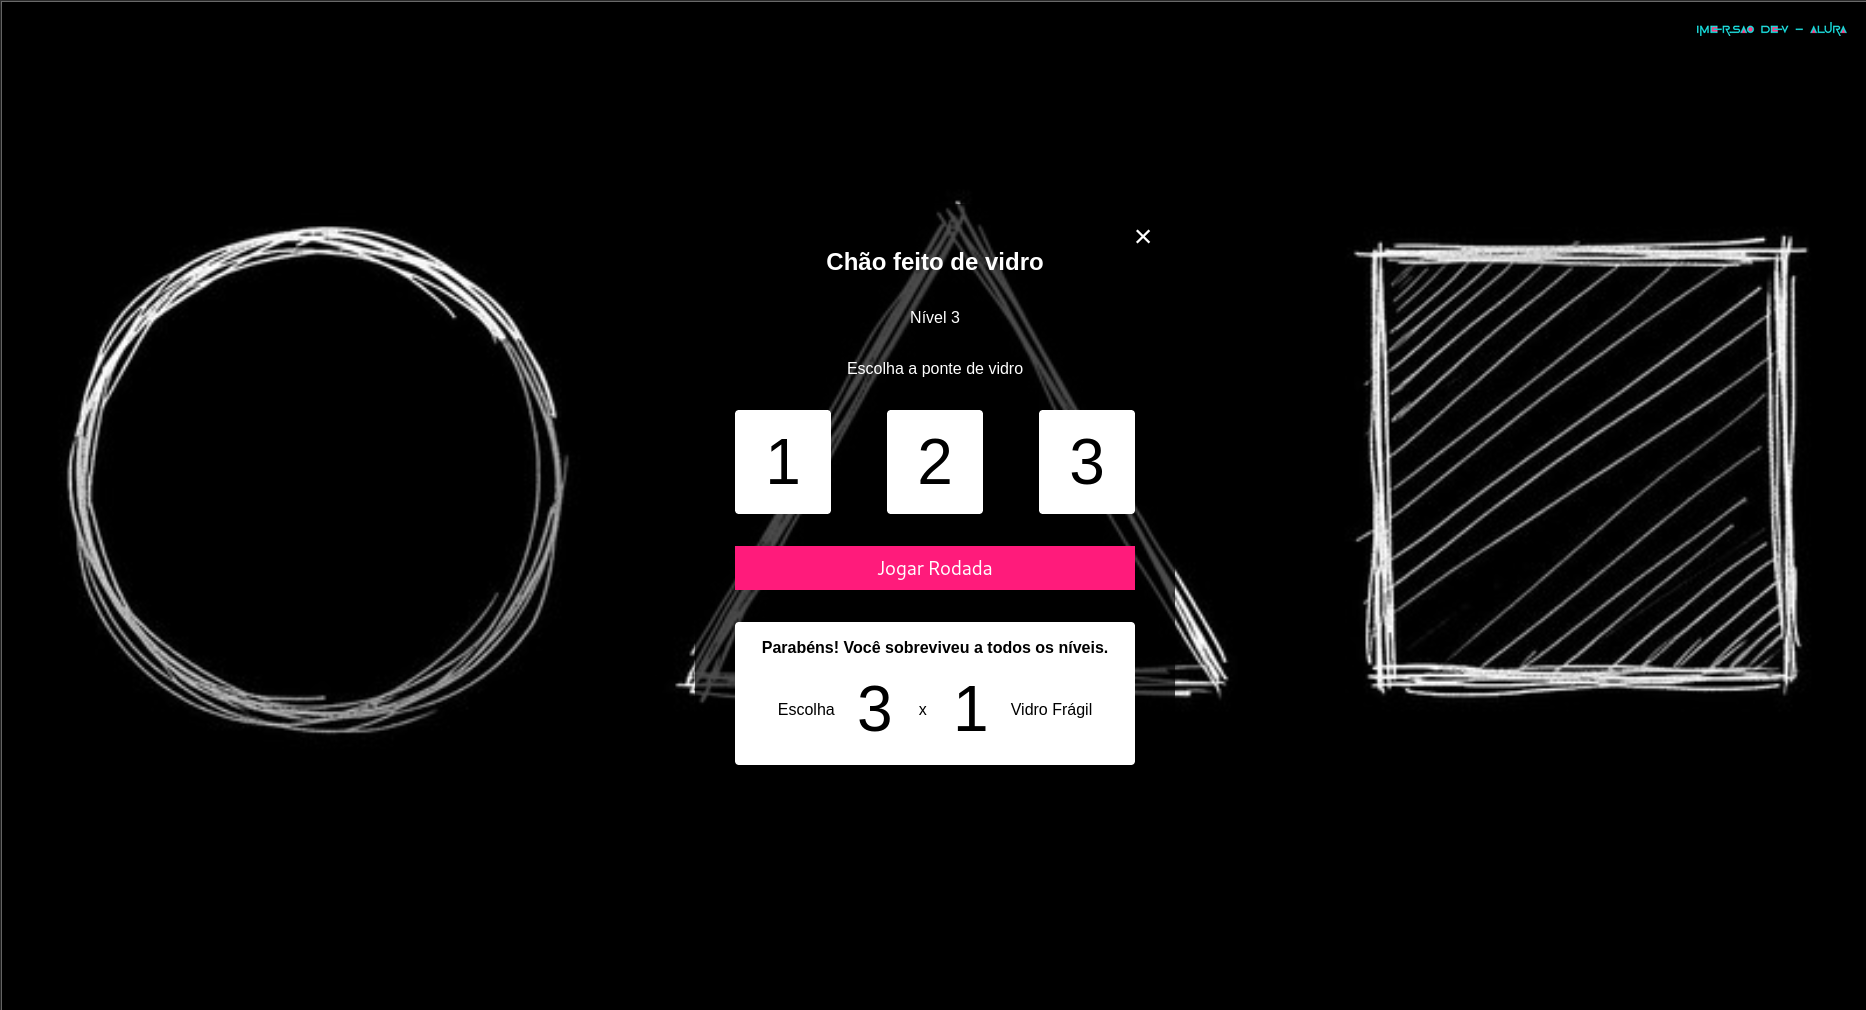 IMERSAO DEV - ALURA
×
Chão feito de vidro
Nível 3
Escolha a ponte de vidro
1 2 3
Jogar Rodada
Parabéns! Você sobreviveu a todos os níveis.
Escolha 3 x 1 Vidro Frágil